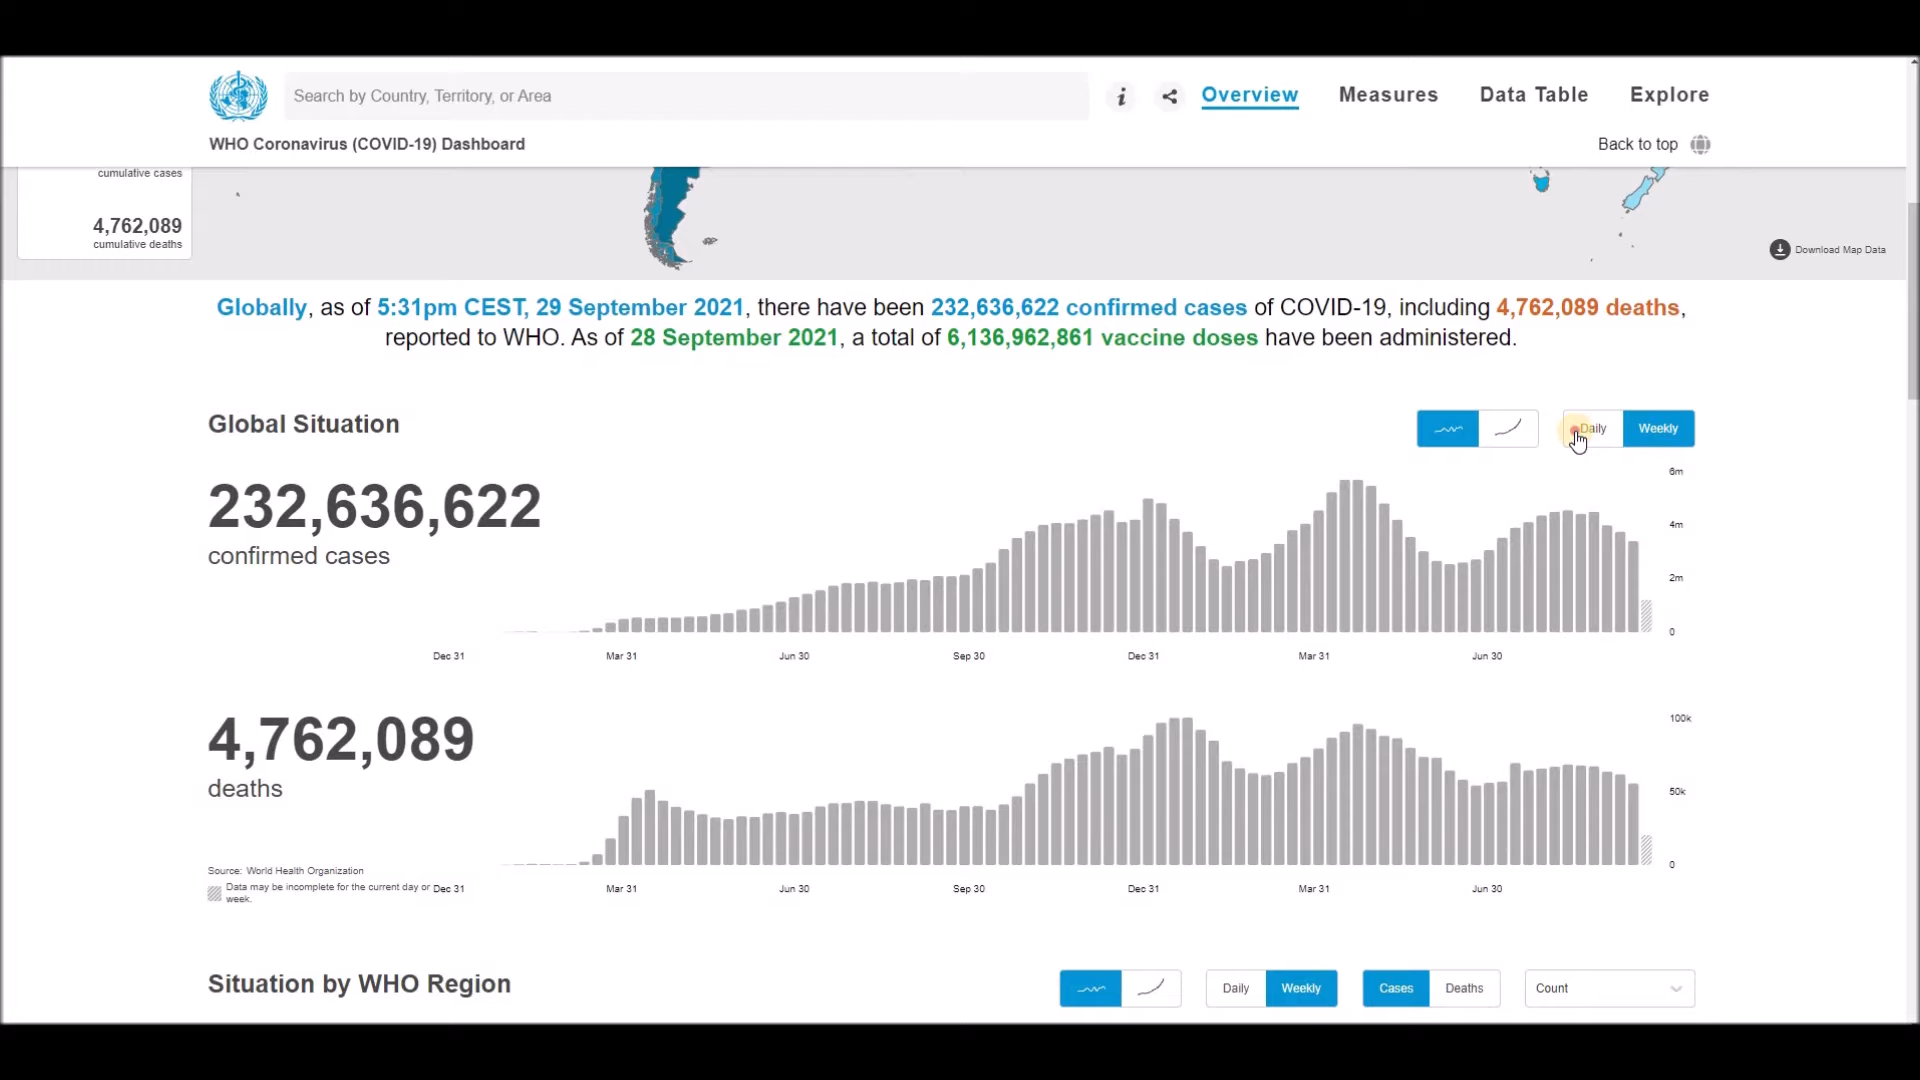 Search by Country, Territory, or Area
i
Overview
Measures
Data Table
Explore
WHO Coronavirus (COVID-19) Dashboard
Back to top
cumulative cases
4,762,089
cumulative deaths
Download Map Data
Globally, as of 5:31pm CEST, 29 September 2021, there have been 232,636,622 confirmed cases of COVID-19, including 4,762,089 deaths,
reported to WHO. As of 28 September 2021, a total of 6,136,962,861 vaccine doses have been administered.
Global Situation
Daily
Weekly
232,636,622
confirmed cases
6m
4m
2m
0
Dec 31
Mar 31
Jun 30
Sep 30
Dec 31
Mar 31
Jun 30
4,762,089
deaths
100k
50k
0
Source: World Health Organization
Data may be incomplete for the current day or
week.
Dec 31
Mar 31
Jun 30
Sep 30
Dec 31
Mar 31
Jun 30
Situation by WHO Region
Daily
Weekly
Cases
Deaths
Count